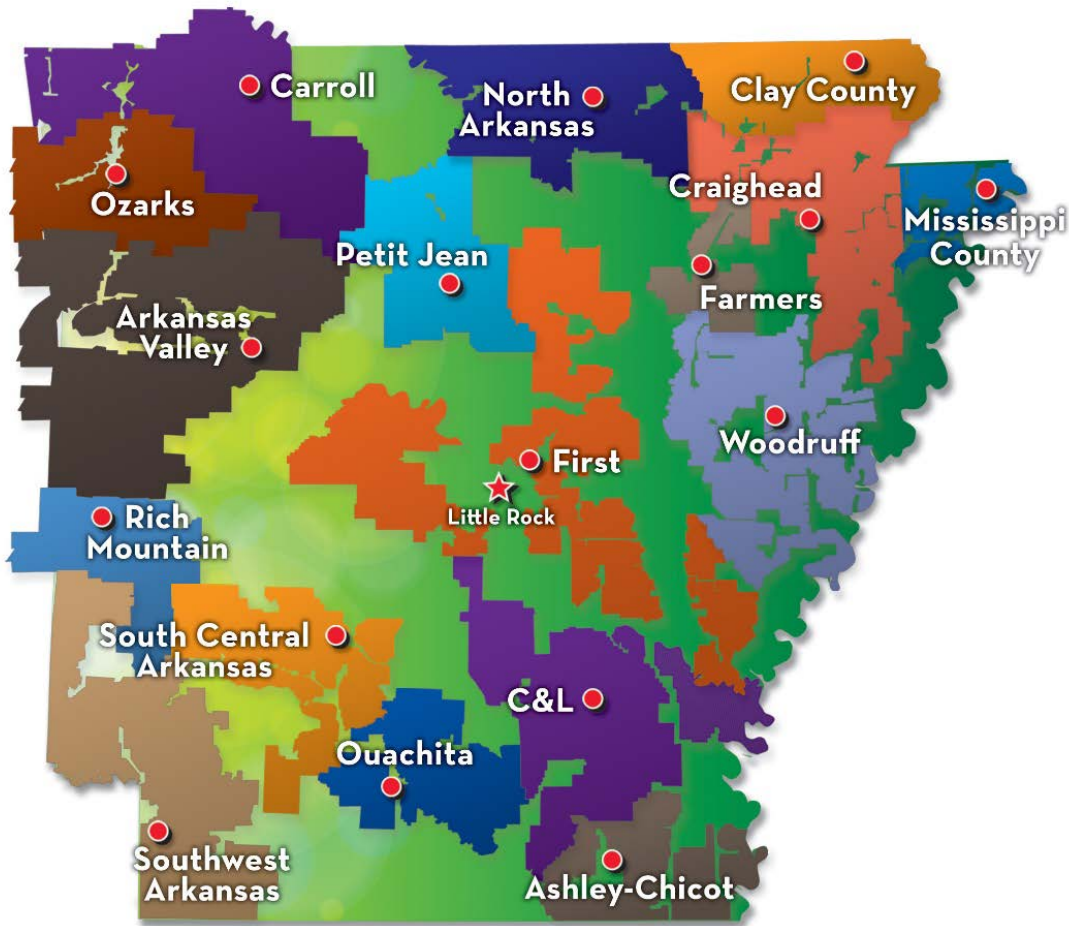 Carroll
North
Arkansas
Clay County
Ozarks
Craighead
Mississippi
County
Petit Jean
Farmers
Arkansas
Valley
Woodruff
First
Little Rock
Rich
Mountain
South Central
Arkansas
C&L
Ouachita
Southwest
Arkansas
Ashley-Chicot